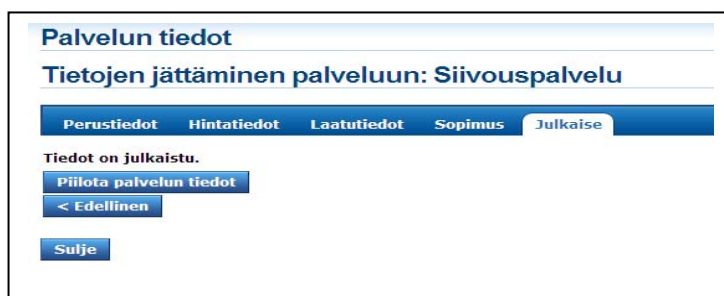 Palvelun tiedot
Tietojen jättäminen palveluun: Siivouspalvelu
Perustiedot Hintatiedot Laatutiedot Sopimus Julkaise
Tiedot on julkaistu.
Piilota palvelun tiedot
< Edellinen
Sulje